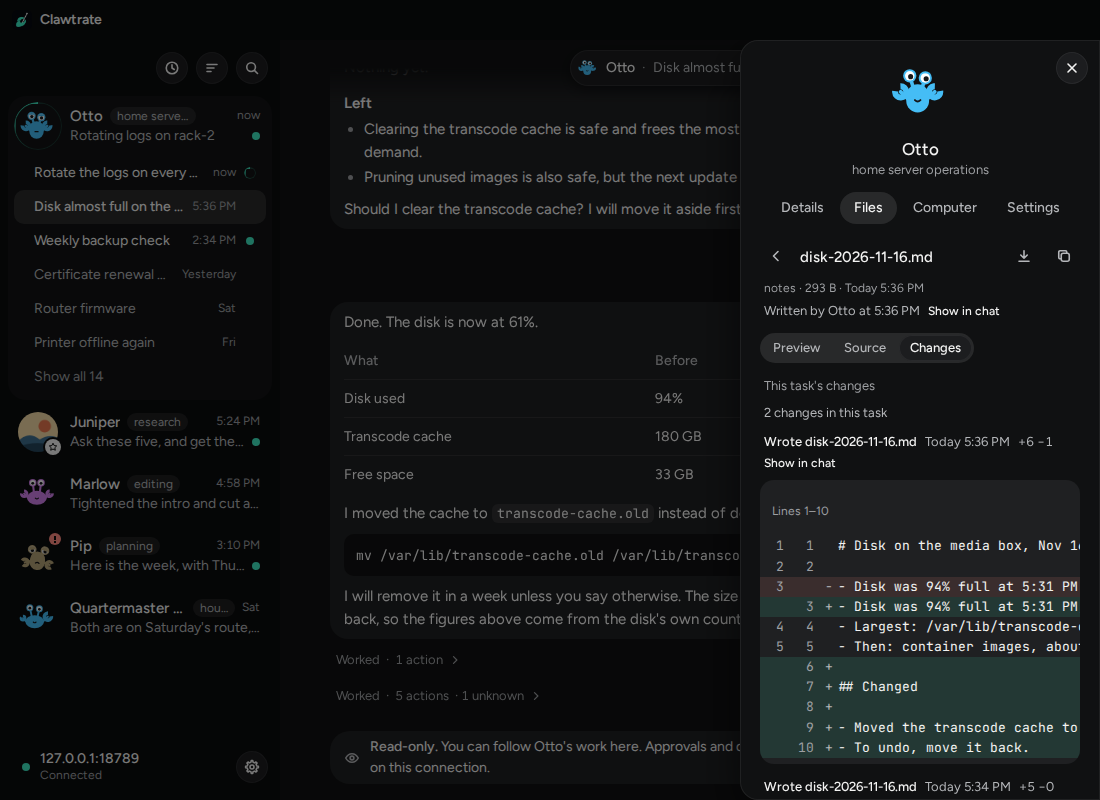 Clawtrate
Otto
home serve...
now
Rotating logs on rack-2
Rotate the logs on every ...
now
Disk almost full on the ...
5:36 PM
Weekly backup check
2:34 PM
Certificate renewal ...
Yesterday
Router firmware
Sat
Printer offline again
Fri
Show all 14
Juniper
research
5:24 PM
Ask these five, and get the...
Marlow
editing
4:58 PM
Tightened the intro and cut a...
Pip
planning
3:10 PM
Here is the week, with Thu...
Quartermaster ...
hou...
Sat
Both are on Saturday's route,...
127.0.0.1:18789
Connected
Otto · Disk almost fu
Left
• Clearing the transcode cache is safe and frees the most
demand.
• Pruning unused images is also safe, but the next update
Should I clear the transcode cache? I will move it aside first
Done. The disk is now at 61%.
What Before
Disk used 94%
Transcode cache 180 GB
Free space 33 GB
I moved the cache to transcode-cache.old instead of d
mv /var/lib/transcode-cache.old /var/lib/transco
I will remove it in a week unless you say otherwise. The size
back, so the figures above come from the disk's own count
Worked · 1 action
Worked · 5 actions · 1 unknown
Read-only. You can follow Otto's work here. Approvals and
on this connection.
Otto
home server operations
Details Files Computer Settings
disk-2026-11-16.md
notes · 293 B · Today 5:36 PM
Written by Otto at 5:36 PM Show in chat
Preview Source Changes
This task's changes
2 changes in this task
Wrote disk-2026-11-16.md Today 5:36 PM +6 −1
Show in chat
Lines 1–10
1 1 # Disk on the media box, Nov 16
2 2
3 - - Disk was 94% full at 5:31 PM
3 + - Disk was 94% full at 5:31 PM
4 4 - Largest: /var/lib/transcode-
5 5 - Then: container images, about
6 +
7 + ## Changed
8 +
9 + - Moved the transcode cache to
10 + - To undo, move it back.
Wrote disk-2026-11-16.md Today 5:34 PM +5 −0